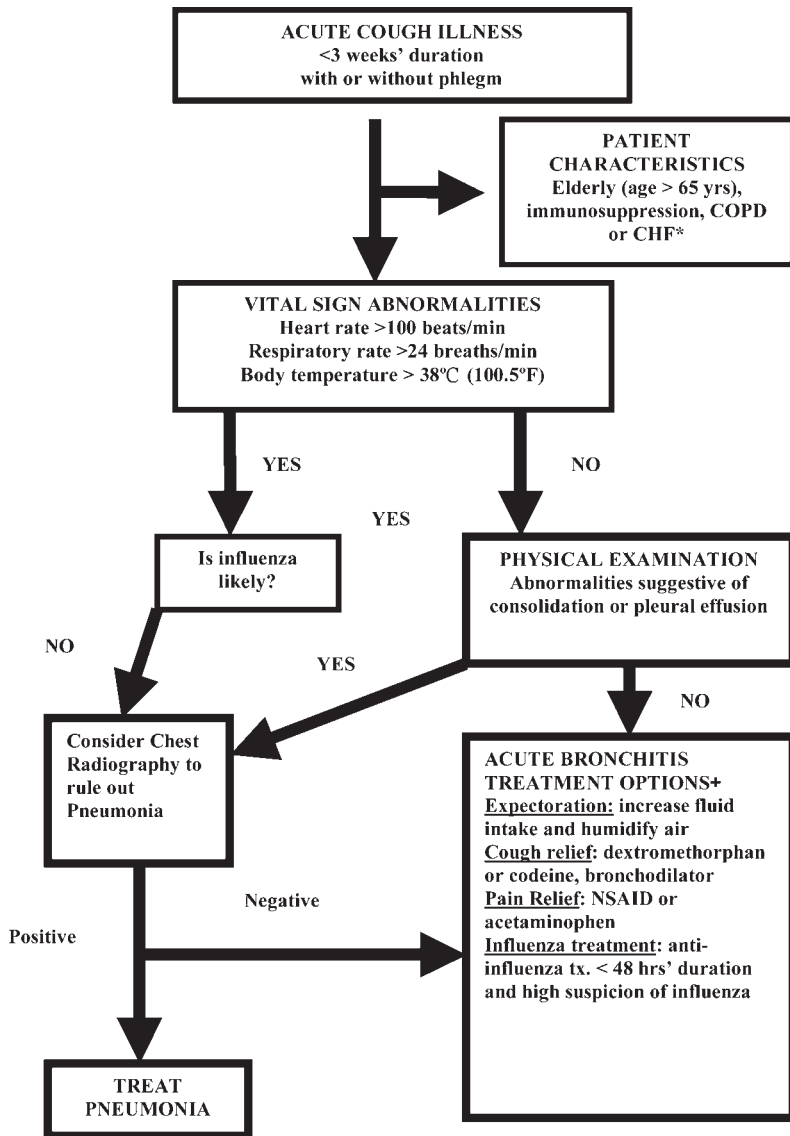 ACUTE COUGH ILLNESS
<3 weeks’ duration
with or without phlegm
PATIENT
CHARACTERISTICS
Elderly (age > 65 yrs),
immunosuppression, COPD
or CHF*
VITAL SIGN ABNORMALITIES
Heart rate >100 beats/min
Respiratory rate >24 breaths/min
Body temperature > 38℃ (100.5ºF)
YES
NO
YES
Is influenza
likely?
PHYSICAL EXAMINATION
Abnormalities suggestive of
consolidation or pleural effusion
NO
YES
NO
Consider Chest
Radiography to
rule out
Pneumonia
ACUTE BRONCHITIS
TREATMENT OPTIONS+
Expectoration: increase fluid
intake and humidify air
Cough relief: dextromethorphan
or codeine, bronchodilator
Pain Relief: NSAID or
acetaminophen
Influenza treatment: anti-
influenza tx. < 48 hrs’ duration
and high suspicion of influenza
Negative
Positive
TREAT
PNEUMONIA